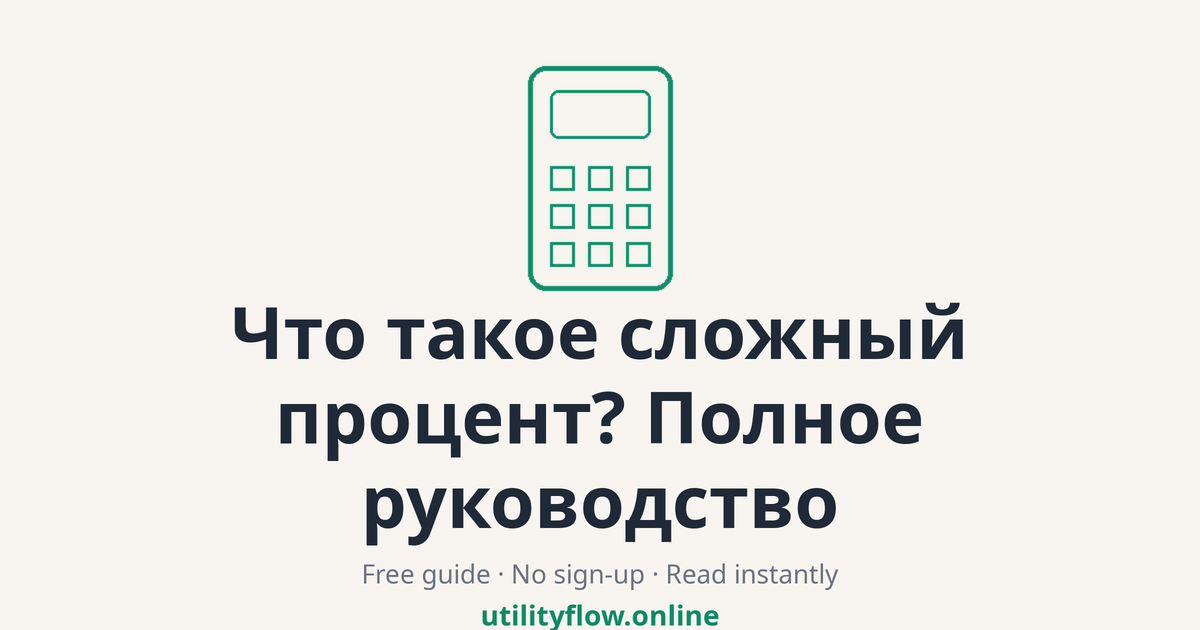 Что такое сложный
процент? Полное
руководство
Free guide · No sign-up · Read instantly
utilityflow.online